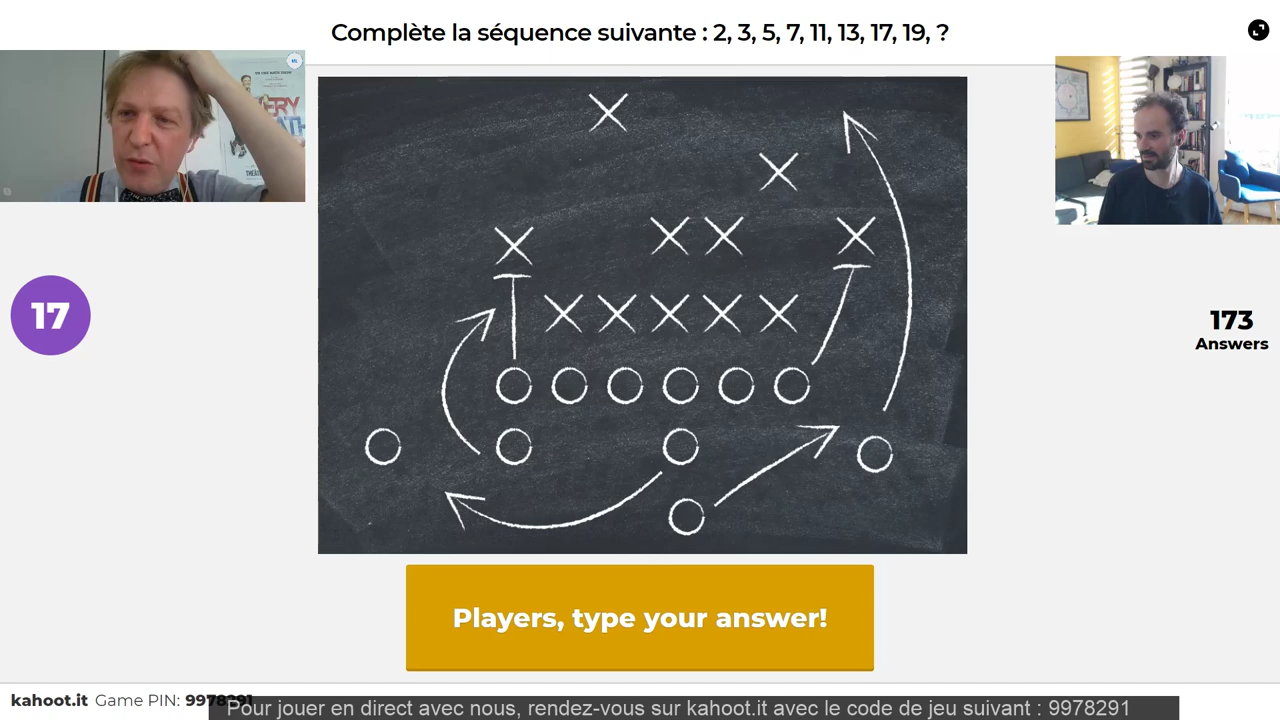 Complète la séquence suivante : 2, 3, 5, 7, 11, 13, 17, 19, ?
17
173
Answers
Players, type your answer!
kahoot.it Game PIN: 9978291
Pour jouer en direct avec nous, rendez-vous sur kahoot.it avec le code de jeu suivant : 9978291